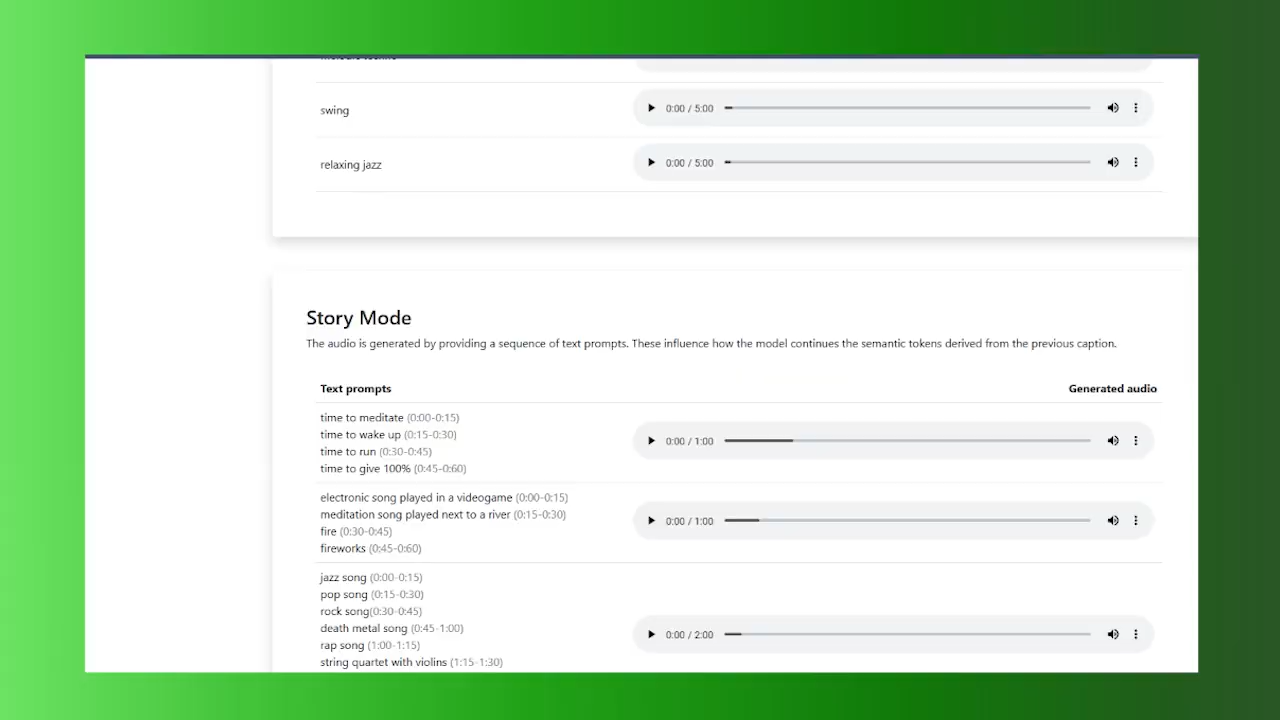 swing
0:00 / 5:00
relaxing jazz
0:00 / 5:00
Story Mode
The audio is generated by providing a sequence of text prompts. These influence how the model continues the semantic tokens derived from the previous caption.
Text prompts
Generated audio
time to meditate (0:00-0:15)
time to wake up (0:15-0:30)
time to run (0:30-0:45)
time to give 100% (0:45-0:60)
0:00 / 1:00
electronic song played in a videogame (0:00-0:15)
meditation song played next to a river (0:15-0:30)
fire (0:30-0:45)
fireworks (0:45-0:60)
0:00 / 1:00
jazz song (0:00-0:15)
pop song (0:15-0:30)
rock song(0:30-0:45)
death metal song (0:45-1:00)
rap song (1:00-1:15)
string quartet with violins (1:15-1:30)
0:00 / 2:00